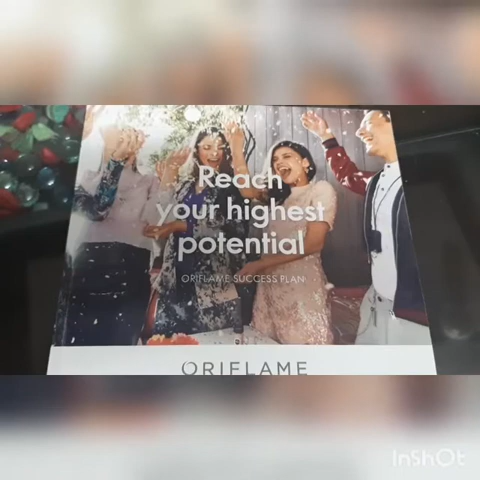 Reach
your highest
potential
ORIFLAME SUCCESS PLAN
ORIFLAME
InShOt